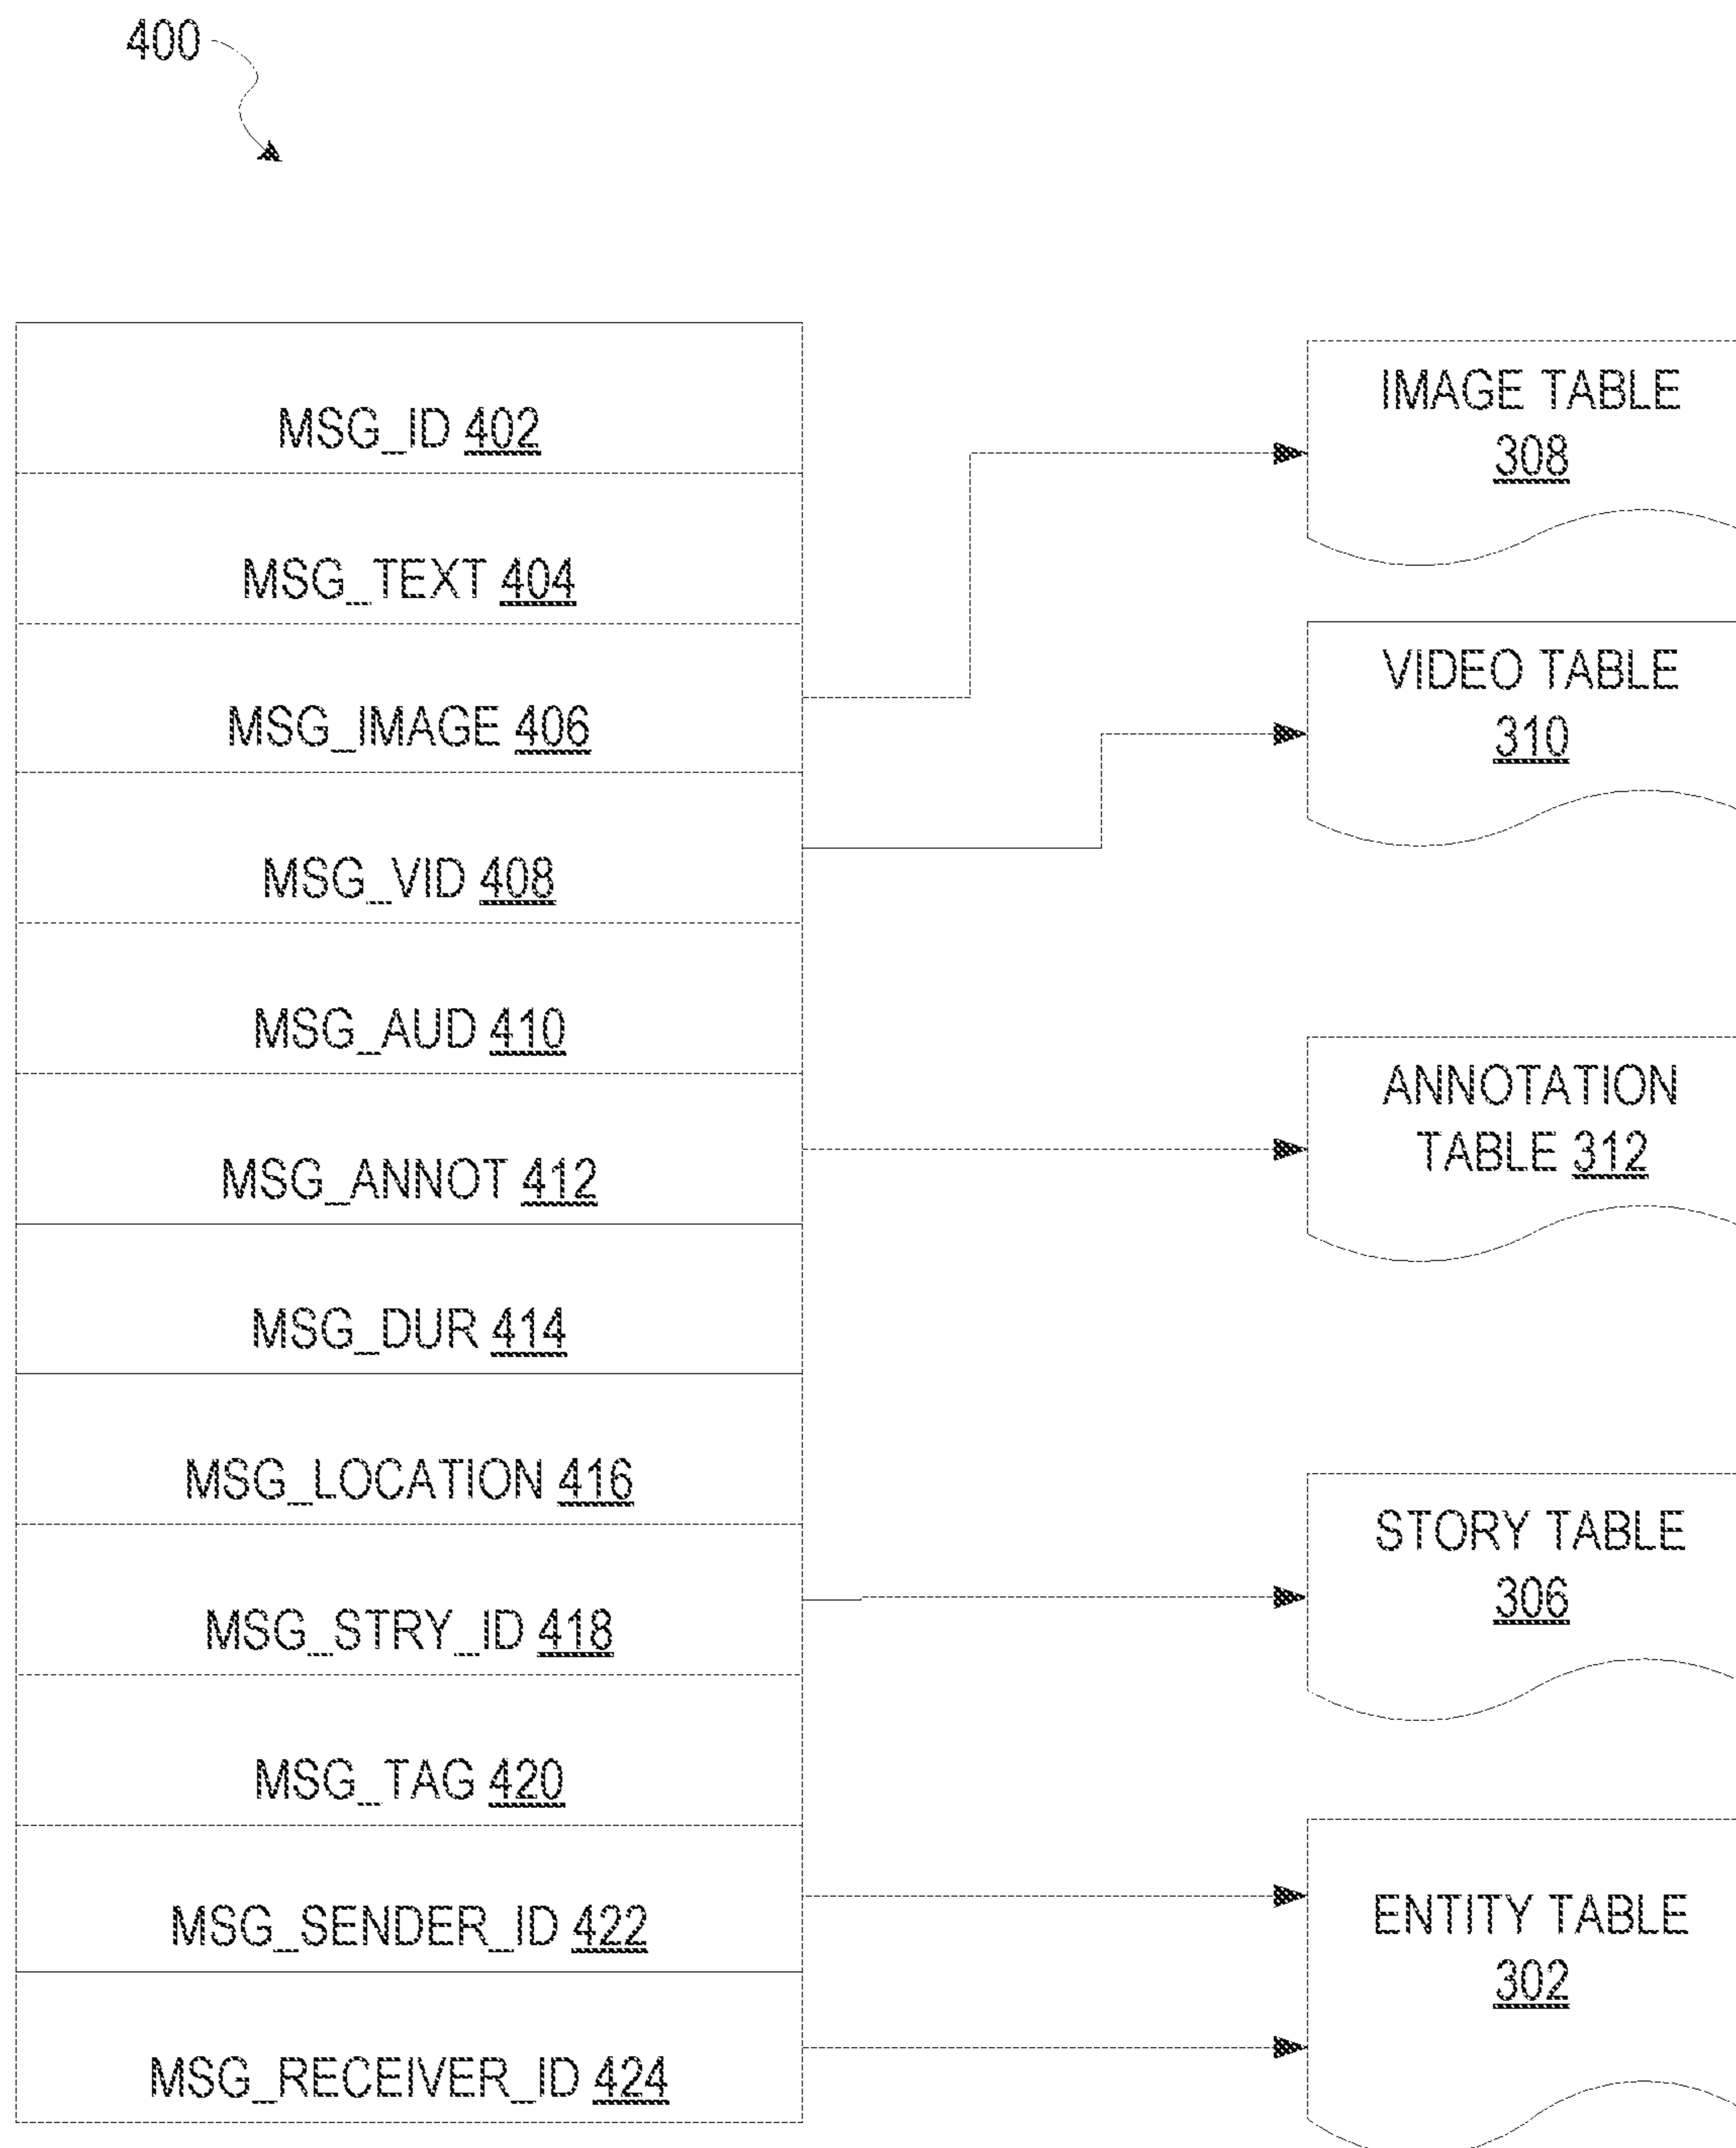 400
MSG_ID 402
MSG_TEXT 404
MSG_IMAGE 406
MSG_VID 408
MSG_AUD 410
MSG_ANNOT 412
MSG_DUR 414
MSG_LOCATION 416
MSG_STRY_ID 418
MSG_TAG 420
MSG_SENDER_ID 422
MSG_RECEIVER_ID 424
IMAGE TABLE
308
VIDEO TABLE
310
ANNOTATION
TABLE 312
STORY TABLE
306
ENTITY TABLE
302